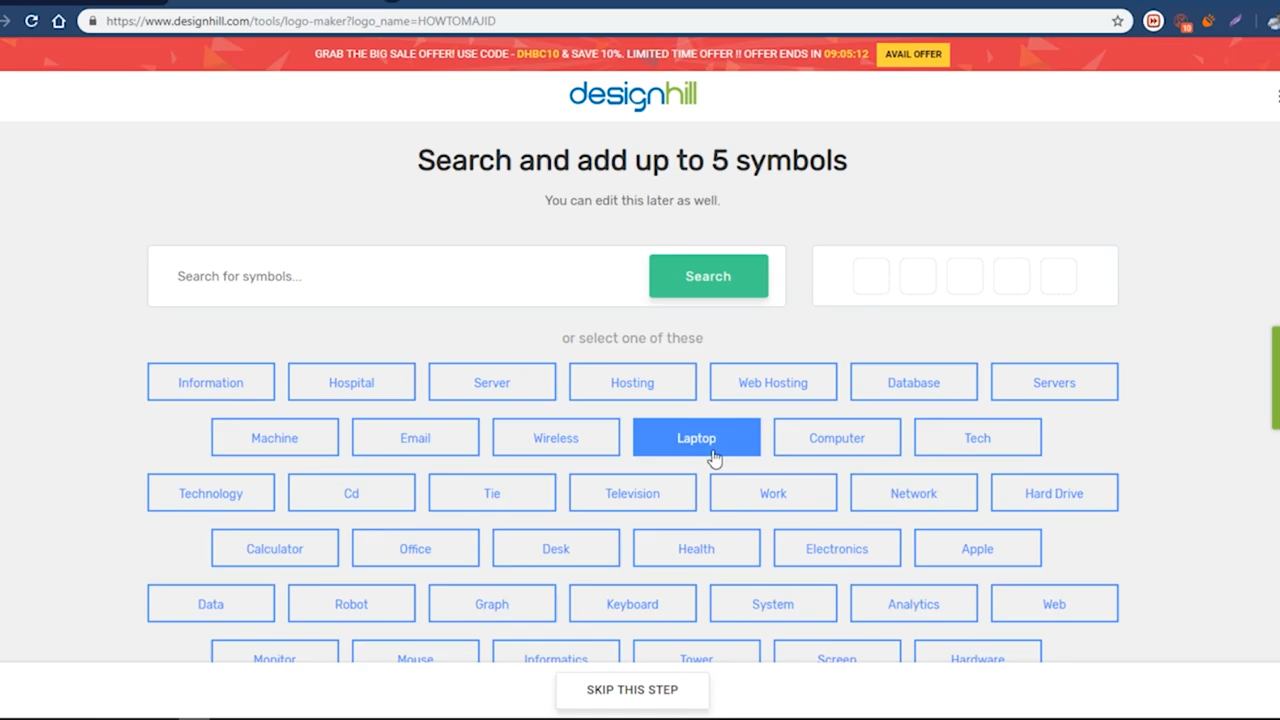 https://www.designhill.com/tools/logo-maker?logo_name=HOWTOMAJID
10
GRAB THE BIG SALE OFFER! USE CODE - DHBC10 & SAVE 10%. LIMITED TIME OFFER !! OFFER ENDS IN 09:05:12 AVAIL OFFER
designhill
Search and add up to 5 symbols
You can edit this later as well.
Search for symbols... Search
or select one of these
Information Hospital Server Hosting Web Hosting Database Servers
Machine Email Wireless Laptop Computer Tech
Technology Cd Tie Television Work Network Hard Drive
Calculator Office Desk Health Electronics Apple
Data Robot Graph Keyboard System Analytics Web
Monitor Mouse Informatics Tower Screen Hardware
SKIP THIS STEP